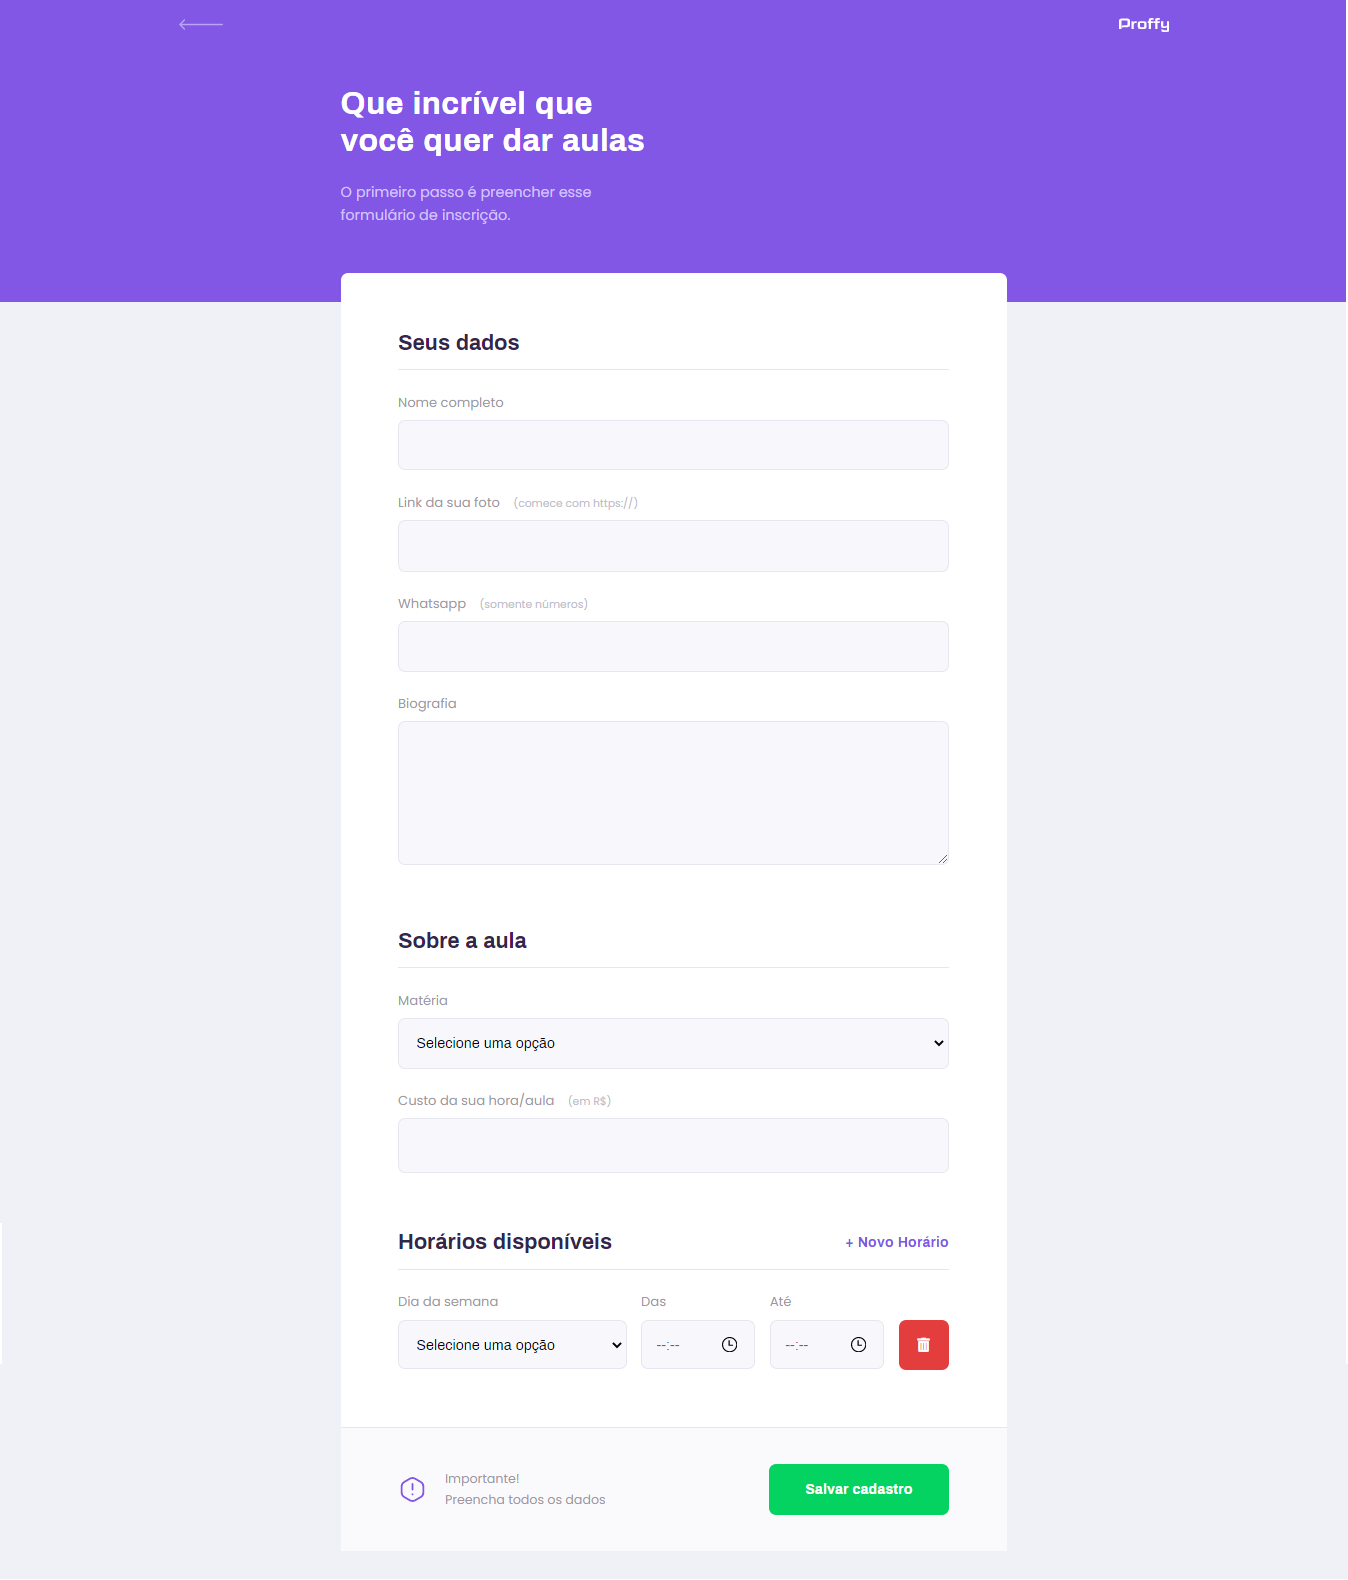 Proffy
Que incrível que
você quer dar aulas
O primeiro passo é preencher esse
formulário de inscrição.
Seus dados
Nome completo
Link da sua foto (comece com https://)
Whatsapp (somente números)
Biografia
Sobre a aula
Matéria
Selecione uma opção
Custo da sua hora/aula (em R$)
Horários disponíveis + Novo Horário
Dia da semana Das Até
Selecione uma opção --:-- --:--
Importante!
Preencha todos os dados
Salvar cadastro